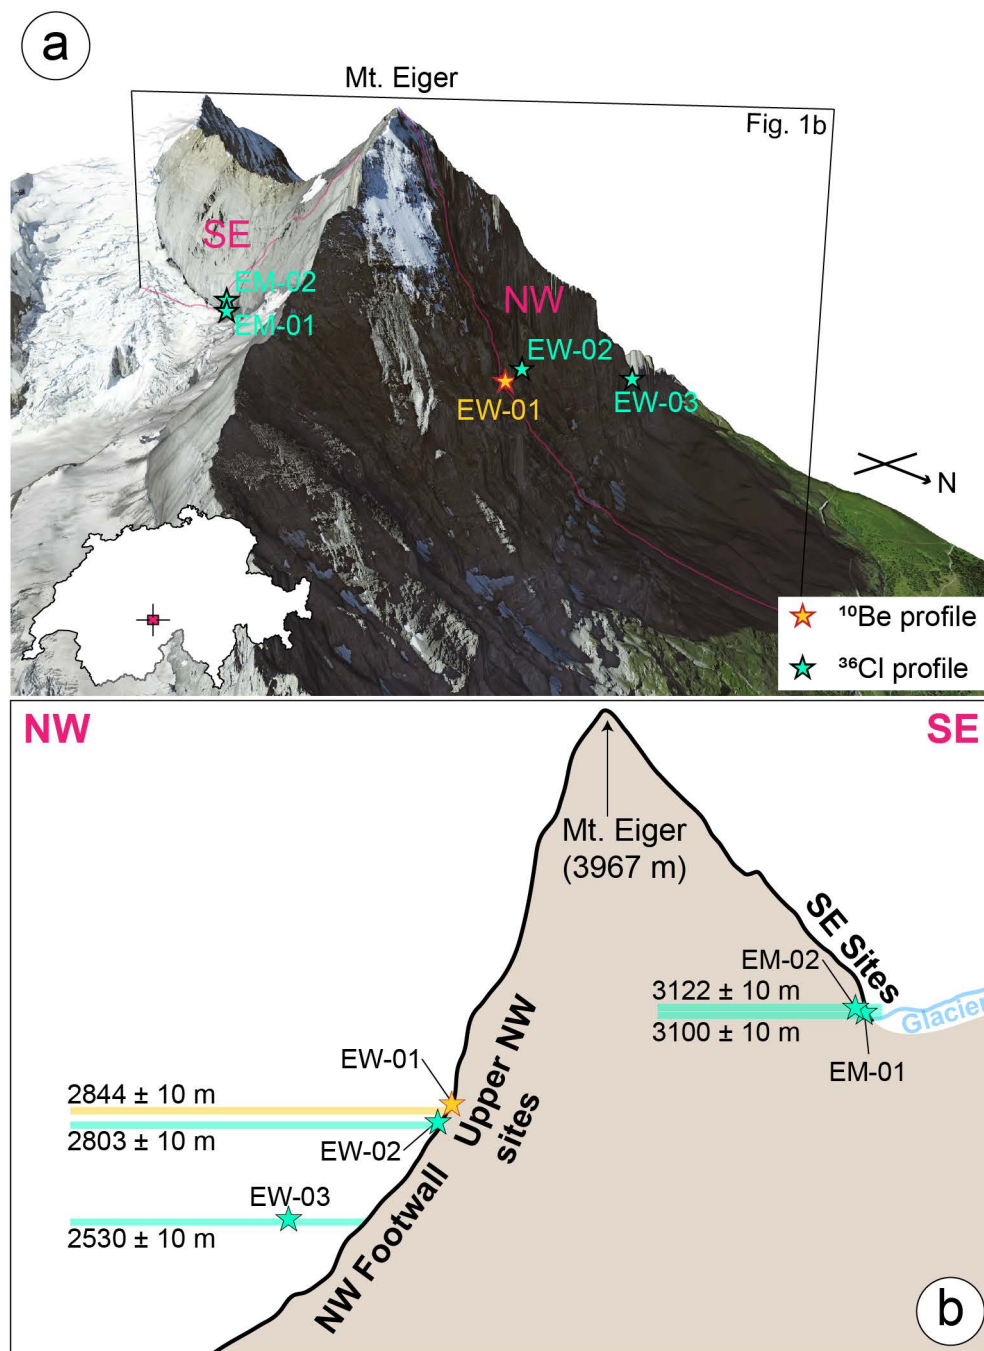 a
Mt. Eiger
Fig. 1b
SE
EM-02
EM-01
NW
EW-02
EW-01
EW-03
N
¹⁰Be profile
³⁶Cl profile
NW
SE
Mt. Eiger
(3967 m)
SE Sites
EM-02
3122 ± 10 m
3100 ± 10 m
Glacier
EM-01
EW-01
Upper NW
sites
2844 ± 10 m
2803 ± 10 m
EW-02
EW-03
2530 ± 10 m
NW Footwall
b